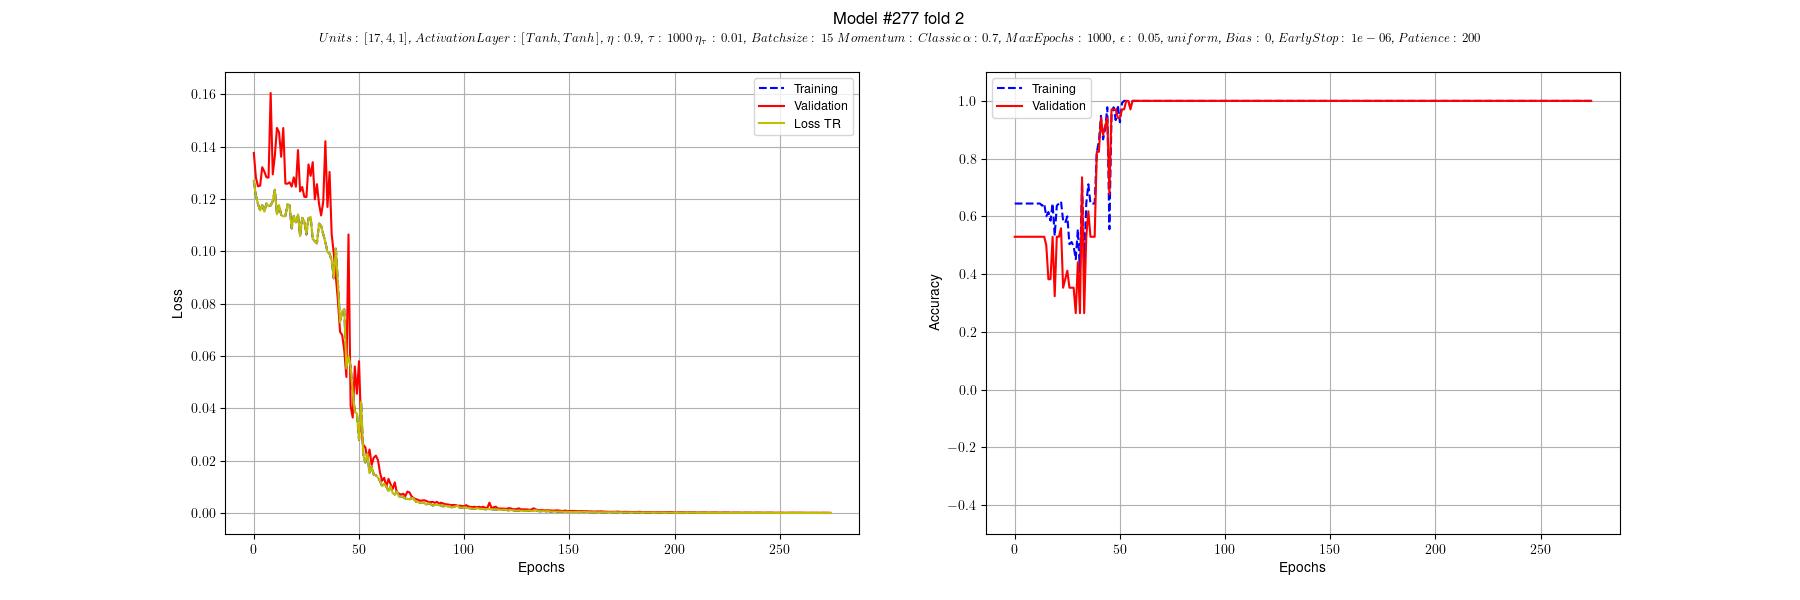 Model #277 fold 2
Units : [17, 4, 1], ActivationLayer : [Tanh, Tanh], η : 0.9, τ : 1000 ητ : 0.01, Batchsize : 15 Momentum : Classic α : 0.7, MaxEpochs : 1000, ϵ : 0.05, uniform, Bias : 0, EarlyStop : 1e − 06, Patience : 200
Training
Validation
Loss TR
0.16
0.14
0.12
0.10
0.08
0.06
0.04
0.02
0.00
Loss
0 50 100 150 200 250
Epochs
Training
Validation
1.0
0.8
0.6
0.4
0.2
0.0
−0.2
−0.4
Accuracy
0 50 100 150 200 250
Epochs